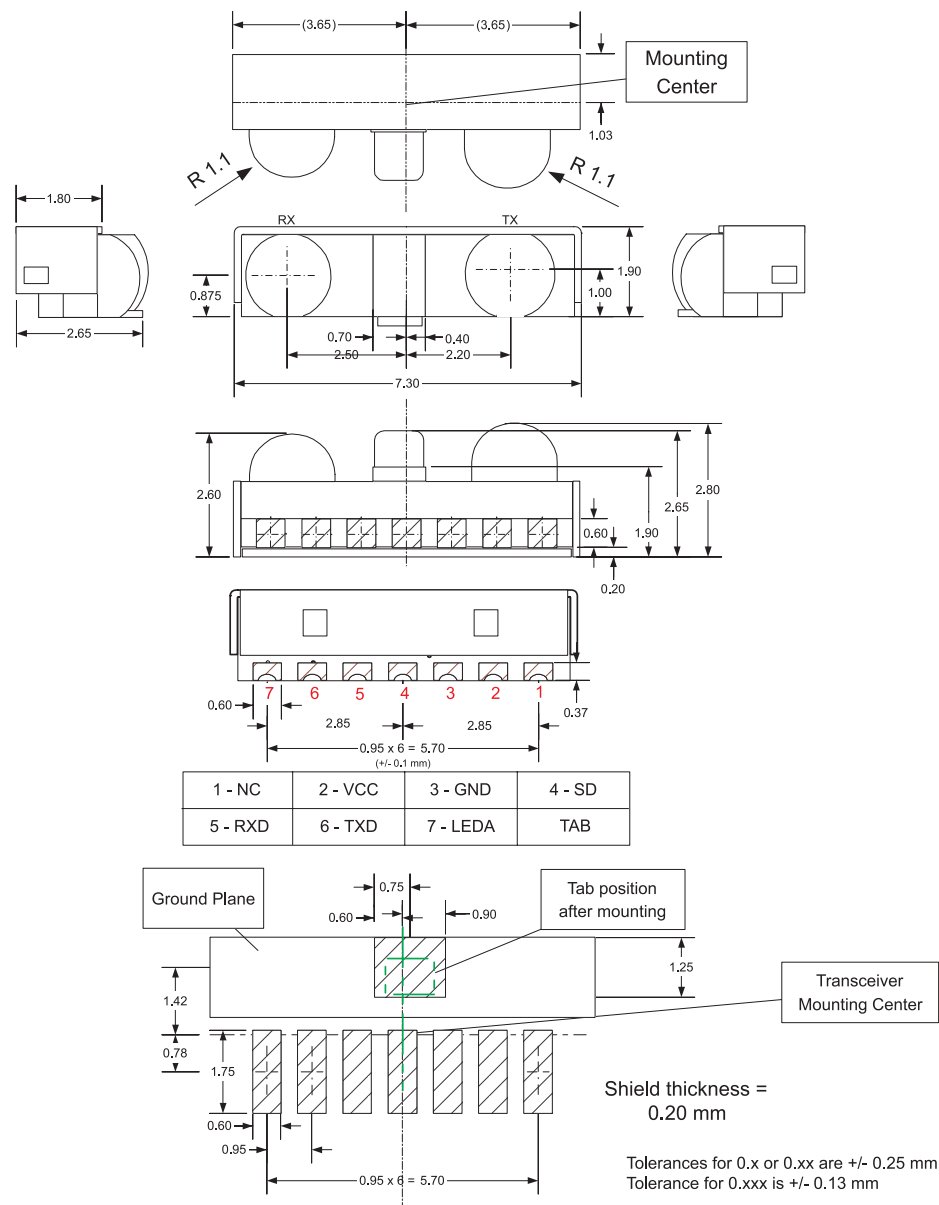 (3.65) (3.65)
Mounting
Center
1.03
R 1.1 R 1.1
1.80
RX TX
0.875
1.90
1.00
2.65
0.70 0.40
2.50 2.20
7.30
2.60
0.60
1.90
2.65
2.80
0.20
7 6 5 4 3 2 1
0.60
0.37
2.85 2.85
0.95 x 6 = 5.70
(+/- 0.1 mm)
1 - NC 2 - VCC 3 - GND 4 - SD
5 - RXD 6 - TXD 7 - LEDA TAB
Ground Plane
0.75
0.60 0.90
Tab position
after mounting
1.25
1.42
Transceiver
Mounting Center
0.78
1.75
0.60
0.95
0.95 x 6 = 5.70
Shield thickness =
0.20 mm
Tolerances for 0.x or 0.xx are +/- 0.25 mm
Tolerance for 0.xxx is +/- 0.13 mm